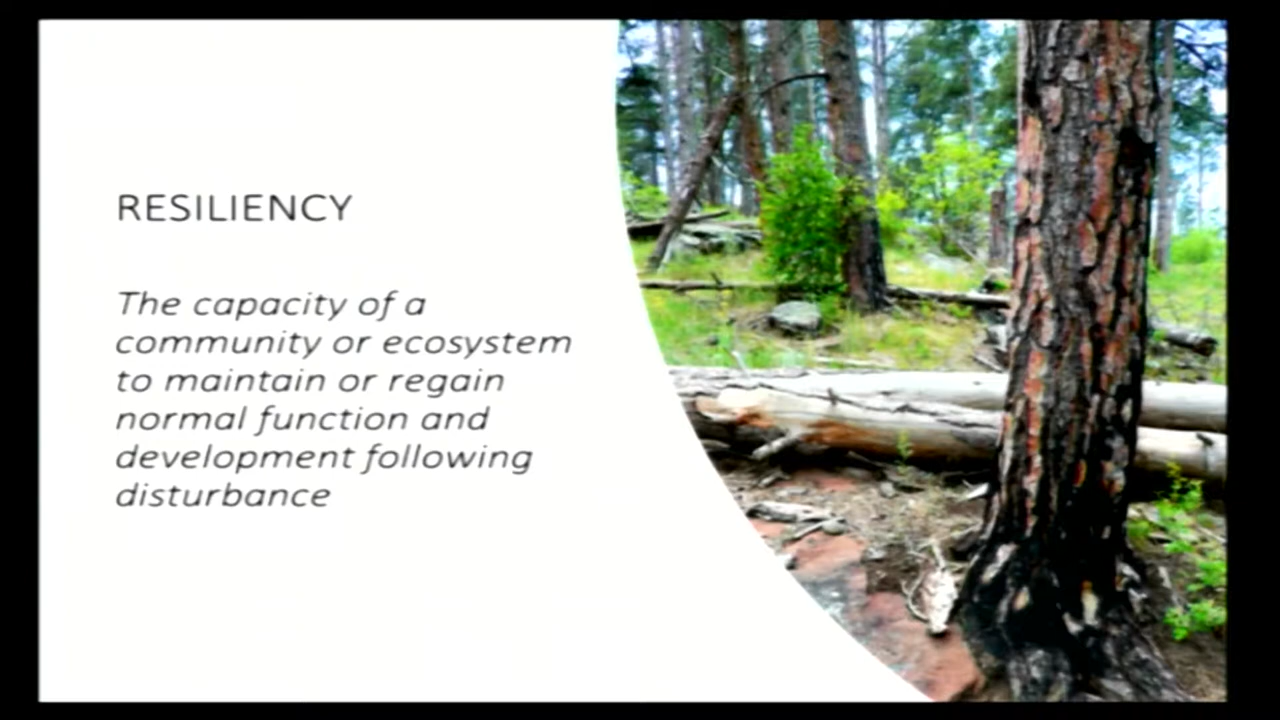 RESILIENCY
The capacity of a
community or ecosystem
to maintain or regain
normal function and
development following
disturbance